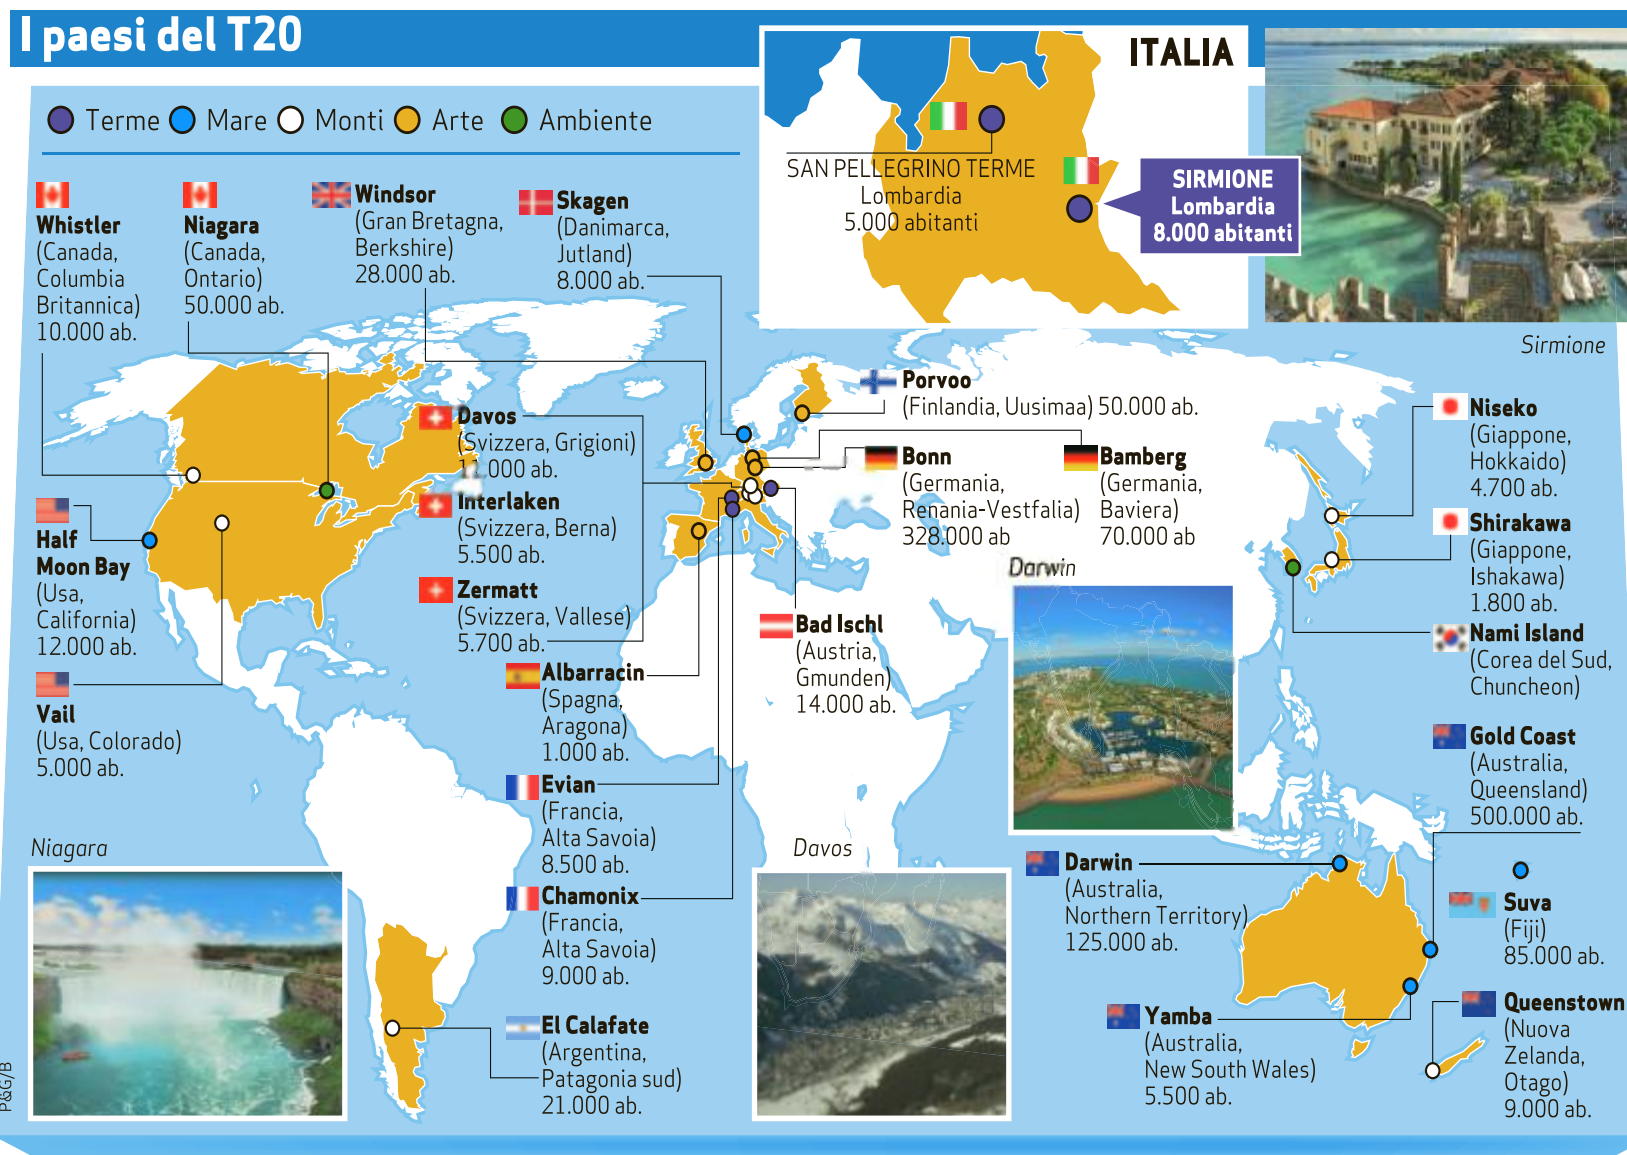 I paesi del T20
Terme Mare Monti Arte Ambiente
ITALIA
SAN PELLEGRINO TERME
Lombardia
5.000 abitanti
SIRMIONE
Lombardia
8.000 abitanti
Sirmione
Whistler
(Canada,
Columbia
Britannica)
10.000 ab.
Niagara
(Canada,
Ontario)
50.000 ab.
Windsor
(Gran Bretagna,
Berkshire)
28.000 ab.
Skagen
(Danimarca,
Jutland)
8.000 ab.
Porvoo
(Finlandia, Uusimaa) 50.000 ab.
Davos
(Svizzera, Grigioni)
11.000 ab.
Interlaken
(Svizzera, Berna)
5.500 ab.
Zermatt
(Svizzera, Vallese)
5.700 ab.
Bonn
(Germania,
Renania-Vestfalia)
328.000 ab
Bamberg
(Germania,
Baviera)
70.000 ab
Niseko
(Giappone,
Hokkaido)
4.700 ab.
Shirakawa
(Giappone,
Ishakawa)
1.800 ab.
Nami Island
(Corea del Sud,
Chuncheon)
Half
Moon Bay
(Usa,
California)
12.000 ab.
Vail
(Usa, Colorado)
5.000 ab.
Albarracin
(Spagna,
Aragona)
1.000 ab.
Bad Ischl
(Austria,
Gmunden)
14.000 ab.
Darwin
Evian
(Francia,
Alta Savoia)
8.500 ab.
Chamonix
(Francia,
Alta Savoia)
9.000 ab.
El Calafate
(Argentina,
Patagonia sud)
21.000 ab.
Gold Coast
(Australia,
Queensland)
500.000 ab.
Niagara
Davos
Darwin
(Australia,
Northern Territory)
125.000 ab.
Suva
(Fiji)
85.000 ab.
Yamba
(Australia,
New South Wales)
5.500 ab.
Queenstown
(Nuova
Zelanda,
Otago)
9.000 ab.
P&G/B